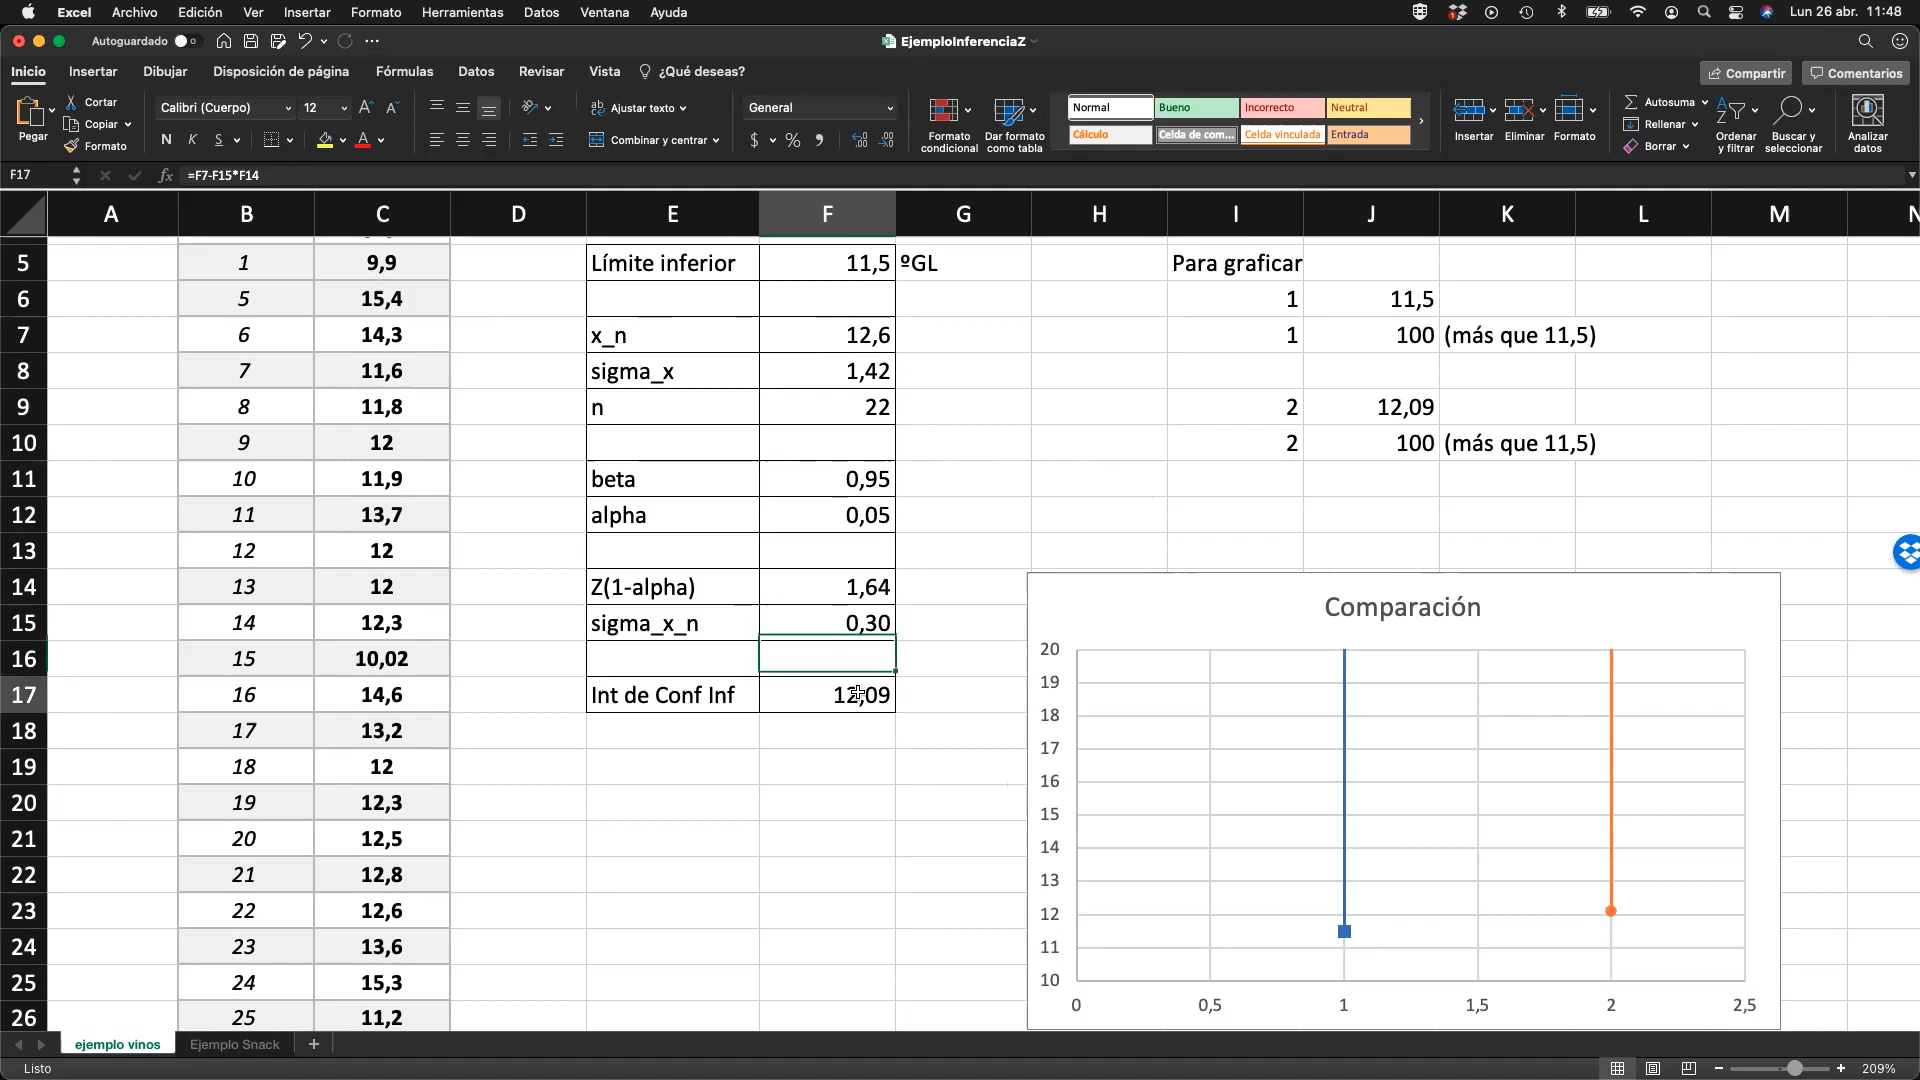 Excel Archivo Edición Ver Insertar Formato Herramientas Datos Ventana Ayuda Lun 26 abr. 11:48
Autoguardado EjemploInferenciaZ
Inicio Insertar Dibujar Disposición de página Fórmulas Datos Revisar Vista ¿Qué deseas? Compartir Comentarios
Pegar
Cortar
Copiar
Formato
Calibri (Cuerpo) 12
N K S
Ajustar texto
Combinar y centrar
General
$ %
Formato condicional
Dar formato como tabla
Normal Bueno Incorrecto Neutral
Cálculo Celda de com... Celda vinculada Entrada
Insertar Eliminar Formato
Autosuma
Rellenar
Borrar
Ordenar y filtrar
Buscar y seleccionar
Analizar datos
F17 fx =F7-F15*F14
A B C D E F G H I J K L M N
5 1 9,9 Límite inferior 11,5 ºGL Para graficar
6 5 15,4 1 11,5
7 6 14,3 x_n 12,6 1 100 (más que 11,5)
8 7 11,6 sigma_x 1,42
9 8 11,8 n 22 2 12,09
10 9 12 2 100 (más que 11,5)
11 10 11,9 beta 0,95
12 11 13,7 alpha 0,05
13 12 12
14 13 12 Z(1-alpha) 1,64
15 14 12,3 sigma_x_n 0,30
16 15 10,02
17 16 14,6 Int de Conf Inf 12,09
18 17 13,2
19 18 12
20 19 12,3
21 20 12,5
22 21 12,8
23 22 12,6
24 23 13,6
25 24 15,3
26 25 11,2
Comparación
20
19
18
17
16
15
14
13
12
11
10
0 0,5 1 1,5 2 2,5
ejemplo vinos Ejemplo Snack +
Listo 209%